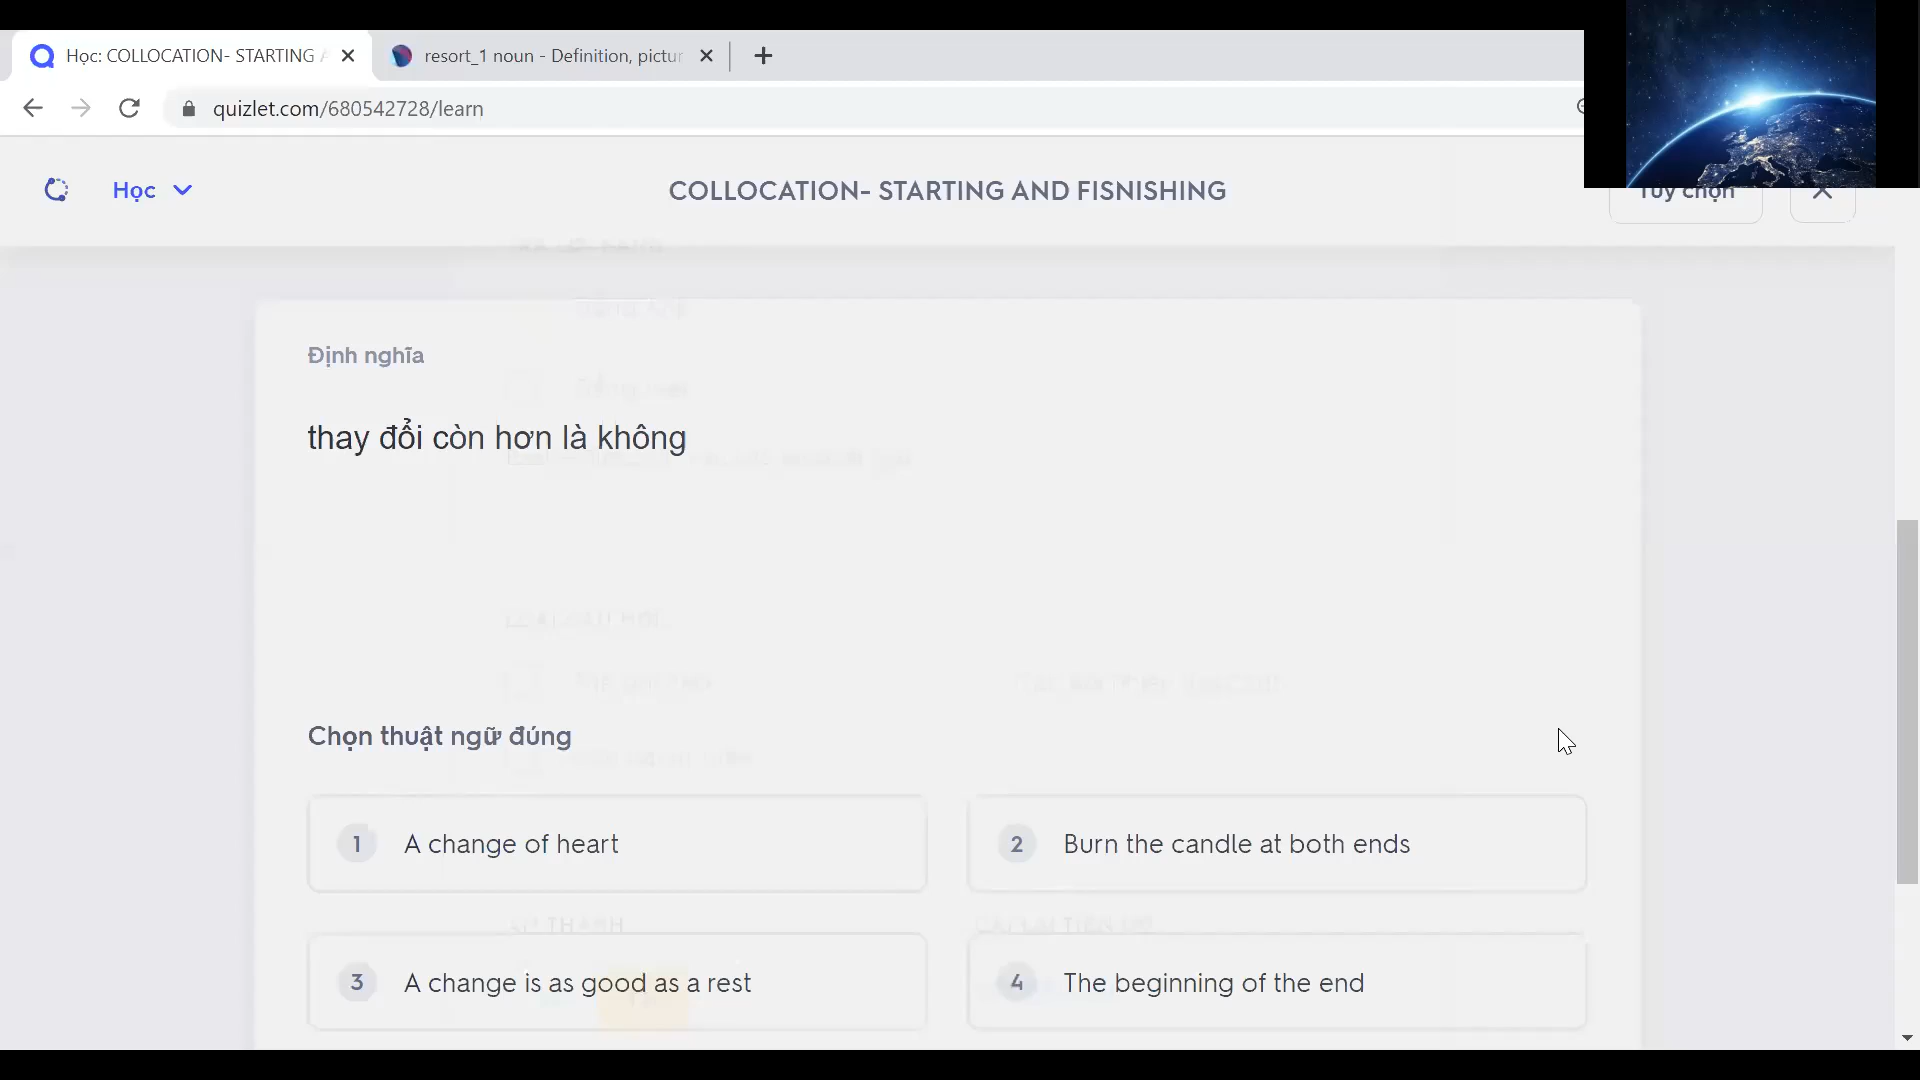 Học: COLLOCATION- STARTING A
resort_1 noun - Definition, pictur
quizlet.com/680542728/learn
Học
COLLOCATION- STARTING AND FISNISHING
Tùy chọn
Định nghĩa
thay đổi còn hơn là không
Chọn thuật ngữ đúng
1 A change of heart
2 Burn the candle at both ends
3 A change is as good as a rest
4 The beginning of the end